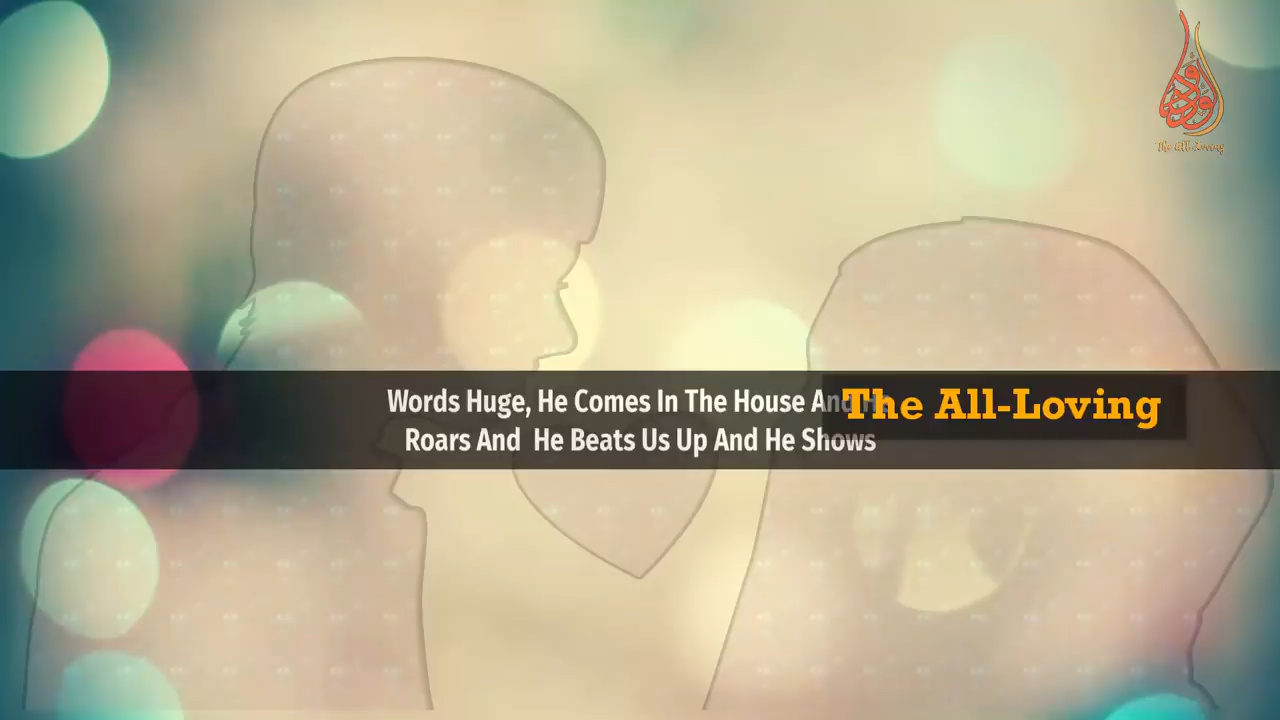 The All-Loving
Words Huge, He Comes In The House And He
Roars And He Beats Us Up And He Shows
The All-Loving